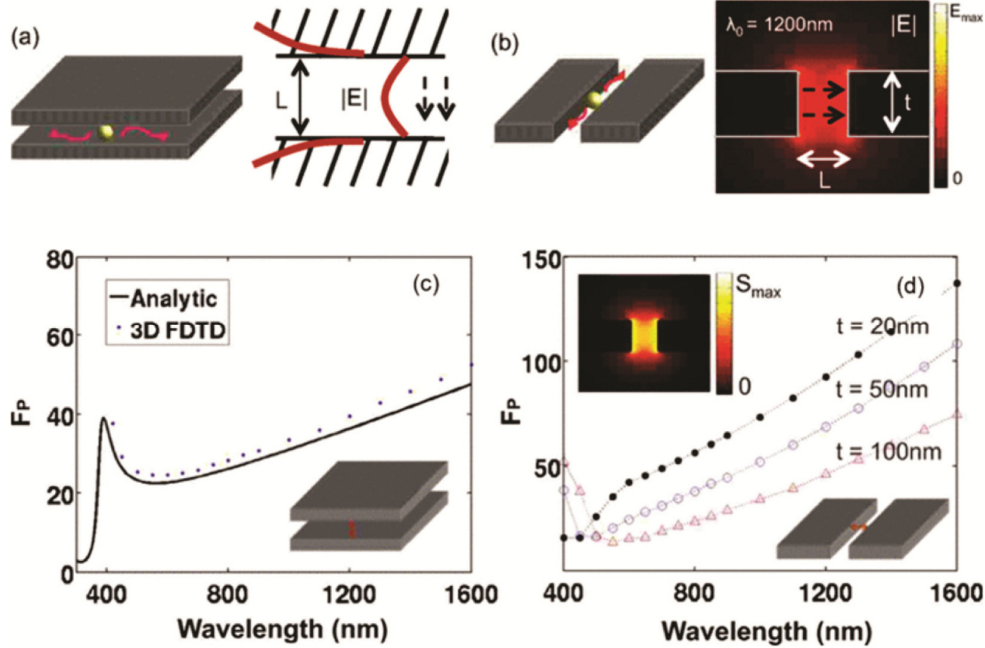 (a)
L
|E|
(b)
λ0 = 1200nm
|E|
t
L
Emax
0
80
60
40
20
0
FP
Analytic
3D FDTD
(c)
400
800
1200
1600
Wavelength (nm)
150
100
50
FP
Smax
0
(d)
t = 20nm
t = 50nm
t = 100nm
400
800
1200
1600
Wavelength (nm)